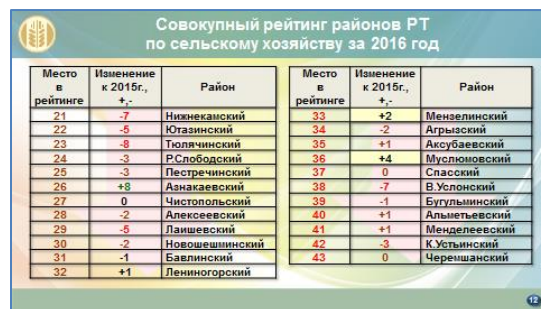 Совокупный рейтинг районов РТ
по сельскому хозяйству за 2016 год
Место в рейтинге Изменение к 2015г., +,- Район
21 -7 Нижнекамский
22 -5 Ютазинский
23 -8 Тюлячинский
24 -3 Р.Слободский
25 -3 Пестречинский
26 +8 Азнакаевский
27 0 Чистопольский
28 -2 Алексеевский
29 -5 Лаишевский
30 -2 Новошешминский
31 -1 Бавлинский
32 +1 Лениногорский
Место в рейтинге Изменение к 2015г., +,- Район
33 +2 Мензелинский
34 -2 Агрызский
35 +1 Аксубаевский
36 +4 Муслюмовский
37 0 Спасский
38 -7 В.Услонский
39 -1 Бугульминский
40 +1 Альметьевский
41 +1 Менделеевский
42 -3 К.Устьинский
43 0 Черемшанский
12